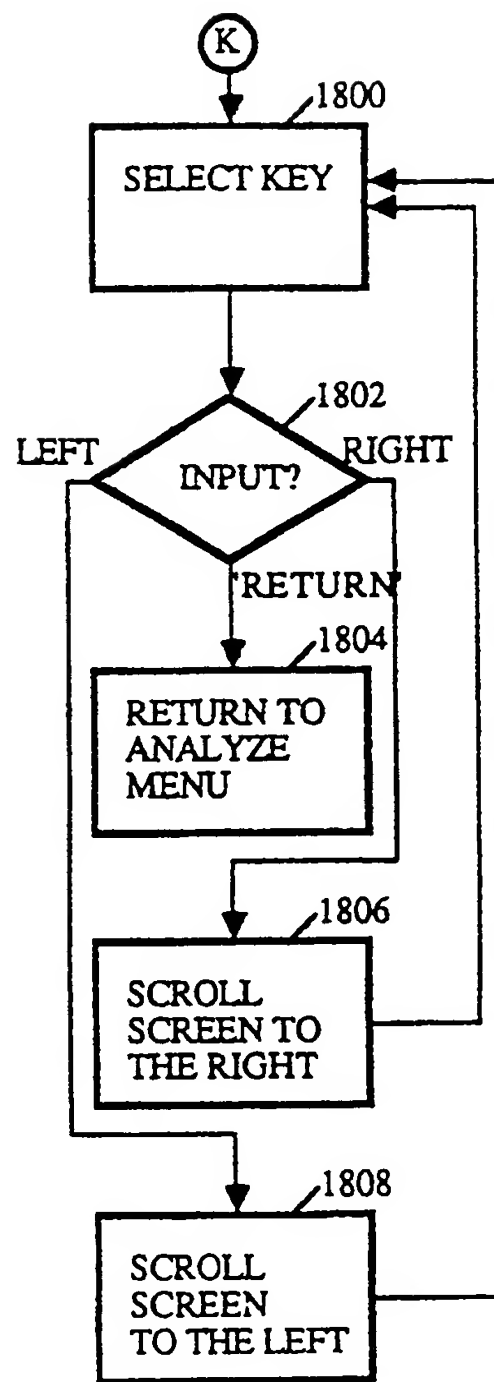 K
1800
SELECT KEY
1802
LEFT
RIGHT
INPUT?
'RETURN'
1804
RETURN TO
ANALYZE
MENU
1806
SCROLL
SCREEN TO
THE RIGHT
1808
SCROLL
SCREEN
TO THE LEFT